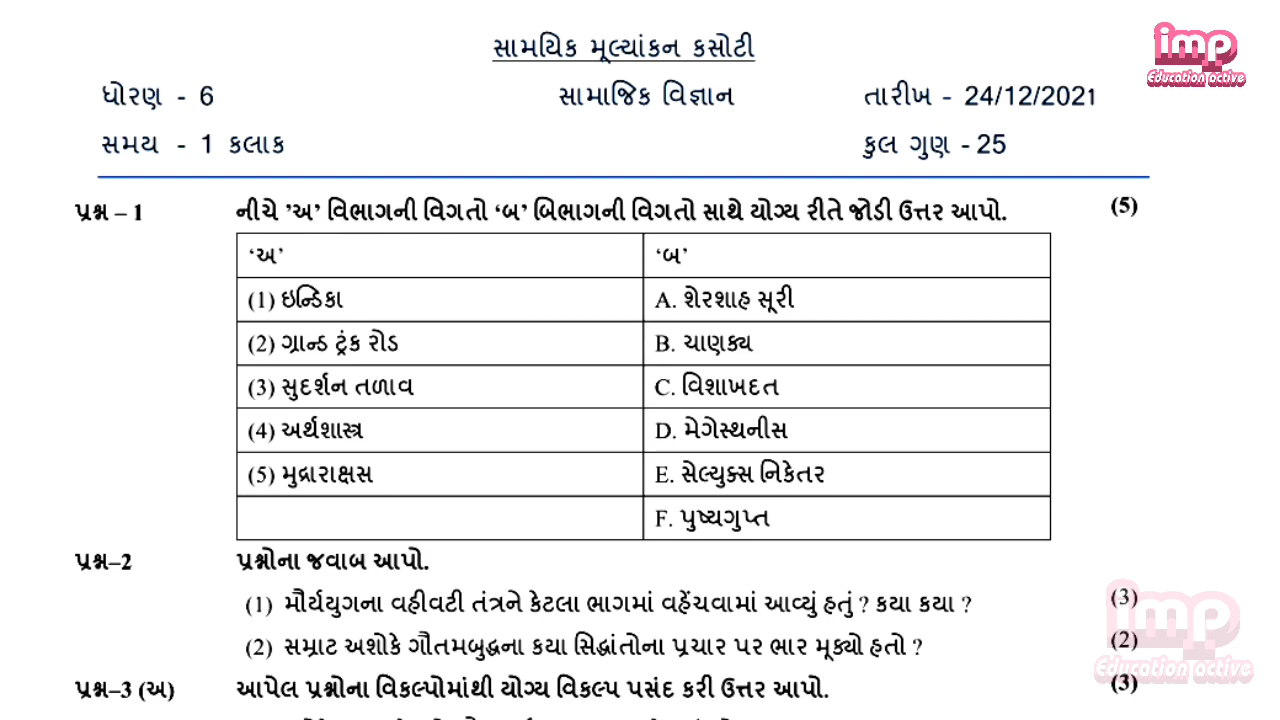 સામયિક મૂલ્યાંકન કસોટી
imp
Education active
ધોરણ - 6 સામાજિક વિજ્ઞાન તારીખ - 24/12/2021
સમય - 1 કલાક કુલ ગુણ - 25
પ્રશ્ન – 1 નીચે ’અ’ વિભાગની વિગતો ‘બ’ બિભાગની વિગતો સાથે યોગ્ય રીતે જોડી ઉત્તર આપો. (5)
‘અ’ ‘બ’
(1) ઇન્ડિકા A. શેરશાહ સૂરી
(2) ગ્રાન્ડ ટ્રંક રોડ B. ચાણક્ય
(3) સુદર્શન તળાવ C. વિશાખદત
(4) અર્થશાસ્ત્ર D. મેગેસ્થનીસ
(5) મુદ્રારાક્ષસ E. સેલ્યુક્સ નિકેતર
F. પુષ્યગુપ્ત
પ્રશ્ન–2 પ્રશ્નોના જવાબ આપો.
(1) મૌર્યયુગના વહીવટી તંત્રને કેટલા ભાગમાં વહેંચવામાં આવ્યું હતું ? કયા કયા ? (3)
(2) સમ્રાટ અશોકે ગૌતમબુદ્ધના કયા સિદ્ધાંતોના પ્રચાર પર ભાર મૂક્યો હતો ? (2)
imp
Education active
પ્રશ્ન–3 (અ) આપેલ પ્રશ્નોના વિકલ્પોમાંથી યોગ્ય વિકલ્પ પસંદ કરી ઉત્તર આપો. (3)